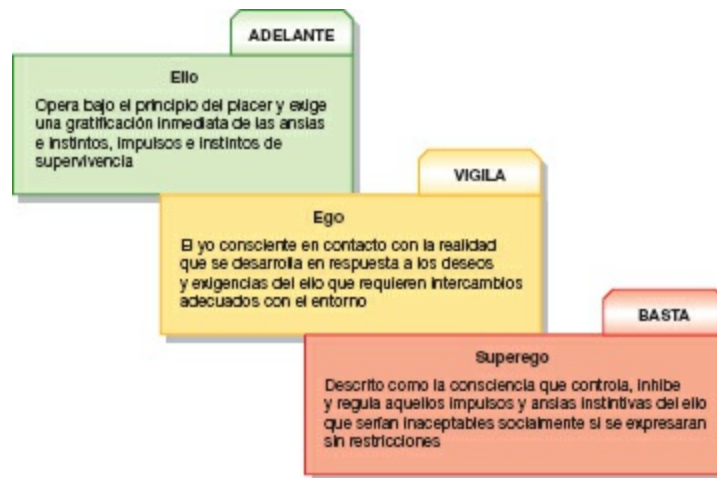 ADELANTE
Ello
Opera bajo el principio del placer y exige
una gratificación inmediata de las ansias
e instintos, impulsos e instintos de
supervivencia
VIGILA
Ego
El yo consciente en contacto con la realidad
que se desarrolla en respuesta a los deseos
y exigencias del ello que requieren intercambios
adecuados con el entorno
BASTA
Superego
Descrito como la consciencia que controla, inhibe
y regula aquellos impulsos y ansias instintivas del ello
que serían inaceptables socialmente si se expresaran
sin restricciones